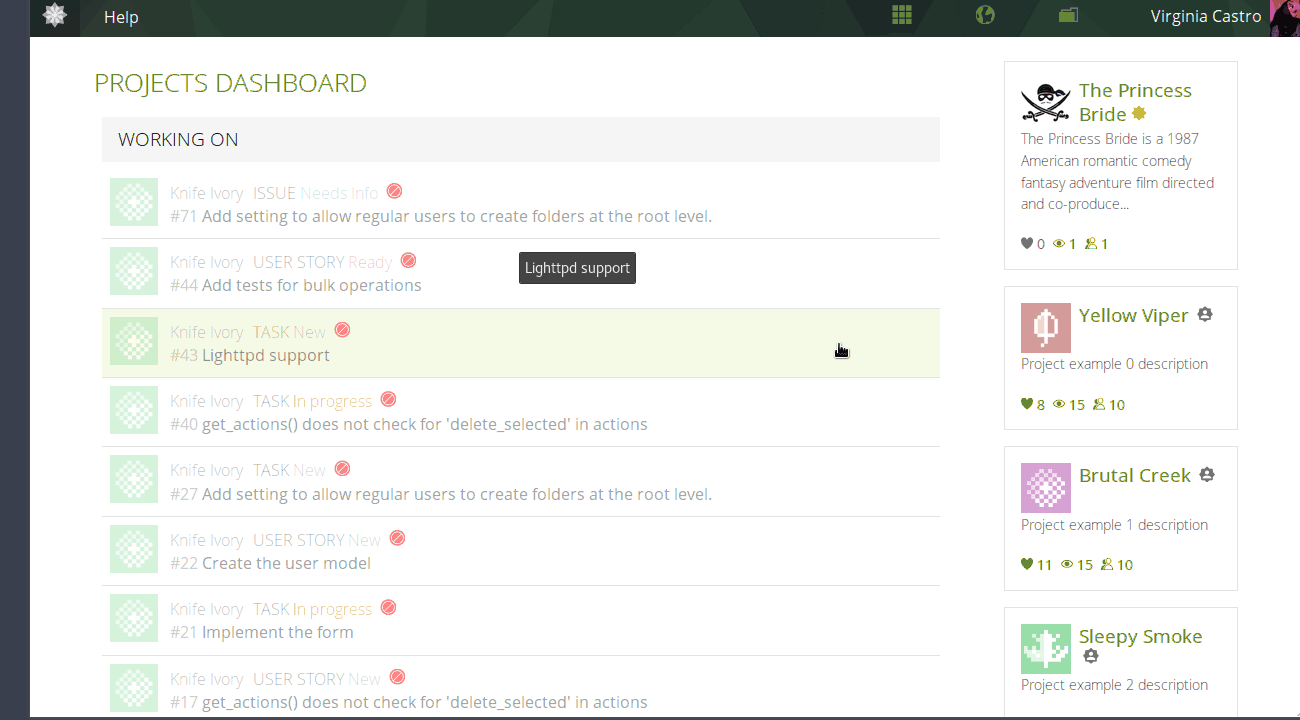 Help
Virginia Castro
PROJECTS DASHBOARD
WORKING ON
Knife Ivory ISSUE Needs Info
#71 Add setting to allow regular users to create folders at the root level.
Knife Ivory USER STORY Ready
#44 Add tests for bulk operations
Lighttpd support
Knife Ivory TASK New
#43 Lighttpd support
Knife Ivory TASK In progress
#40 get_actions() does not check for 'delete_selected' in actions
Knife Ivory TASK New
#27 Add setting to allow regular users to create folders at the root level.
Knife Ivory USER STORY New
#22 Create the user model
Knife Ivory TASK In progress
#21 Implement the form
Knife Ivory USER STORY New
#17 get_actions() does not check for 'delete_selected' in actions
The Princess
Bride
The Princess Bride is a 1987
American romantic comedy
fantasy adventure film directed
and co-produce...
0 1 1
Yellow Viper
Project example 0 description
8 15 10
Brutal Creek
Project example 1 description
11 15 10
Sleepy Smoke
Project example 2 description